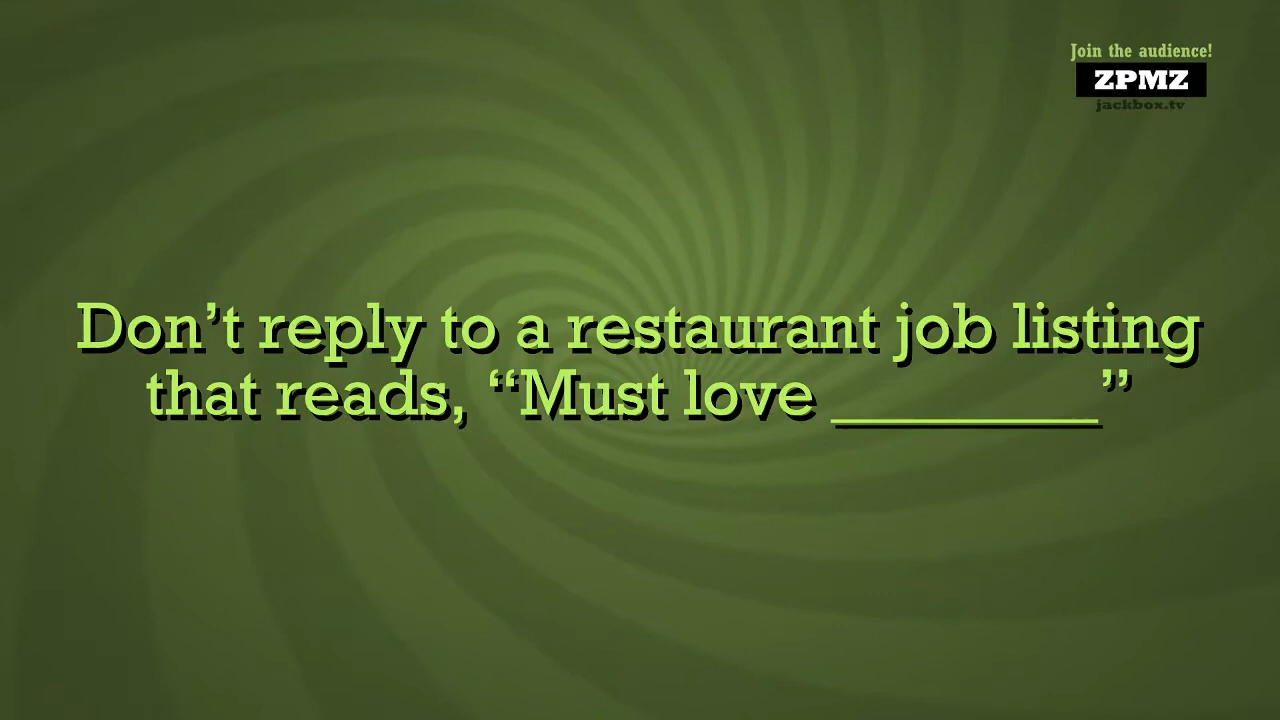 Join the audience!
ZPMZ
jackbox.tv
Don’t reply to a restaurant job listing
that reads, “Must love ________”